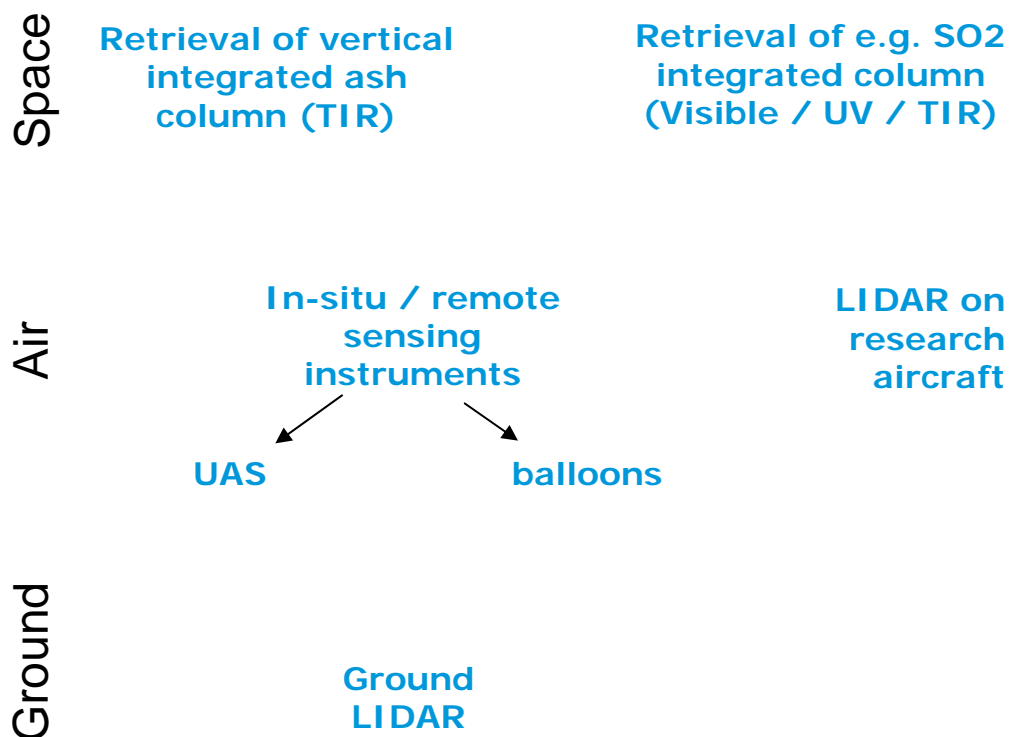 Space
Retrieval of vertical
integrated ash
column (TIR)
Retrieval of e.g. SO2
integrated column
(Visible / UV / TIR)
Air
In-situ / remote
sensing
instruments
LIDAR on
research
aircraft
UAS
balloons
Ground
Ground
LIDAR